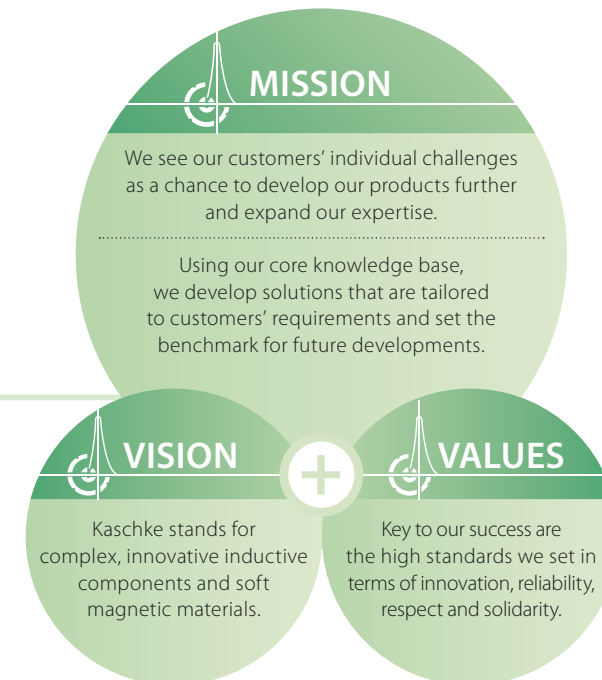 MISSION
We see our customers’ individual challenges
as a chance to develop our products further
and expand our expertise.
Using our core knowledge base,
we develop solutions that are tailored
to customers’ requirements and set the
benchmark for future developments.
VISION
Kaschke stands for
complex, innovative inductive
components and soft
magnetic materials.
+
VALUES
Key to our success are
the high standards we set in
terms of innovation, reliability,
respect and solidarity.